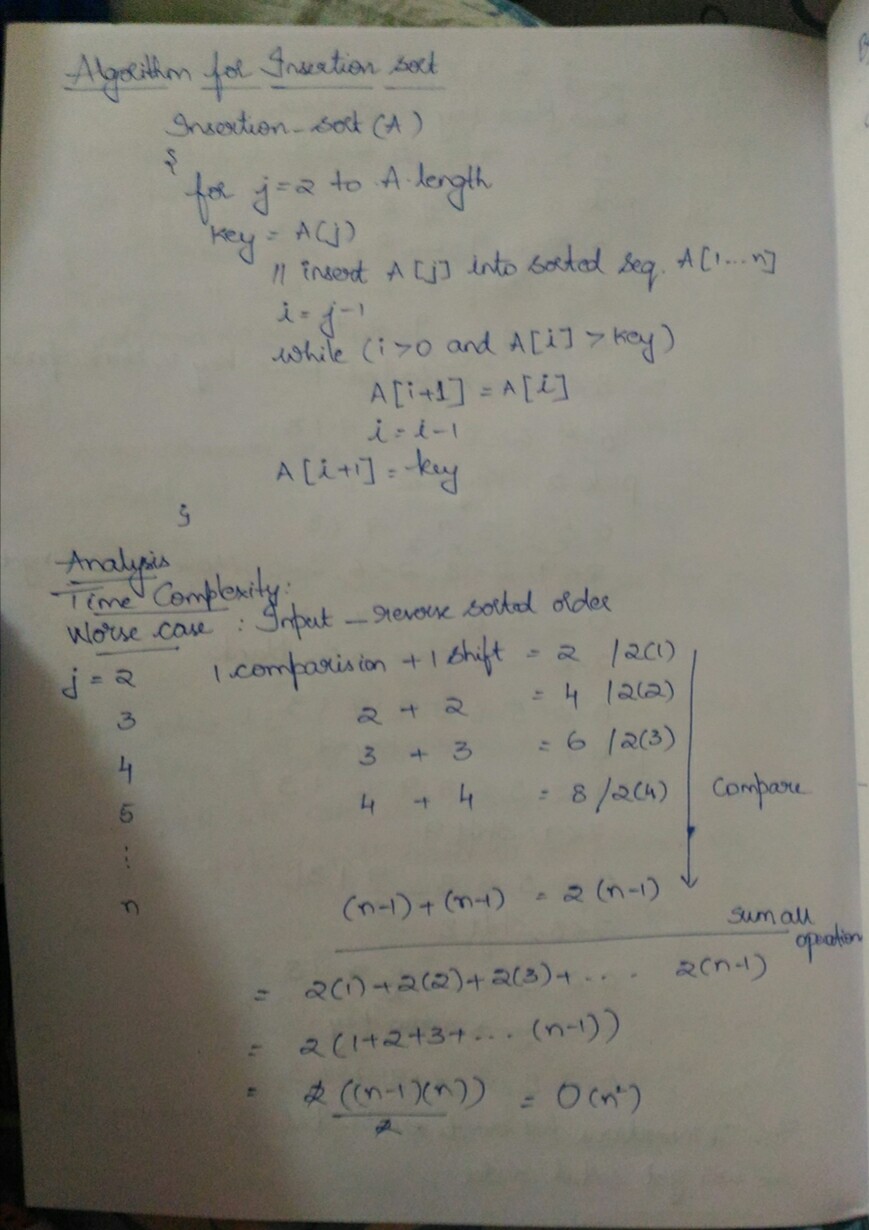 Algorithm for Insertion sort
Insertion-sort (A)
{
for j=2 to A.length
key = A(j)
// insert A[j] into sorted seq. A[1...n]
i = j-1
while (i>0 and A[i] > key)
A[i+1] = A[i]
i = i-1
A[i+1] = key
}
Analysis
Time Complexity:
Worse case : Input - reverse sorted order
j = 2 1 comparision + 1 shift = 2 /2(1)
3 2 + 2 = 4 /2(2)
4 3 + 3 = 6 /2(3)
5 4 + 4 = 8 /2(4) Compare
⋮
n (n-1)+(n-1) = 2(n-1)
sum all operation
= 2(1)+2(2)+2(3)+... 2(n-1)
= 2(1+2+3+... (n-1))
= 2((n-1)(n))/2 = O(n²)